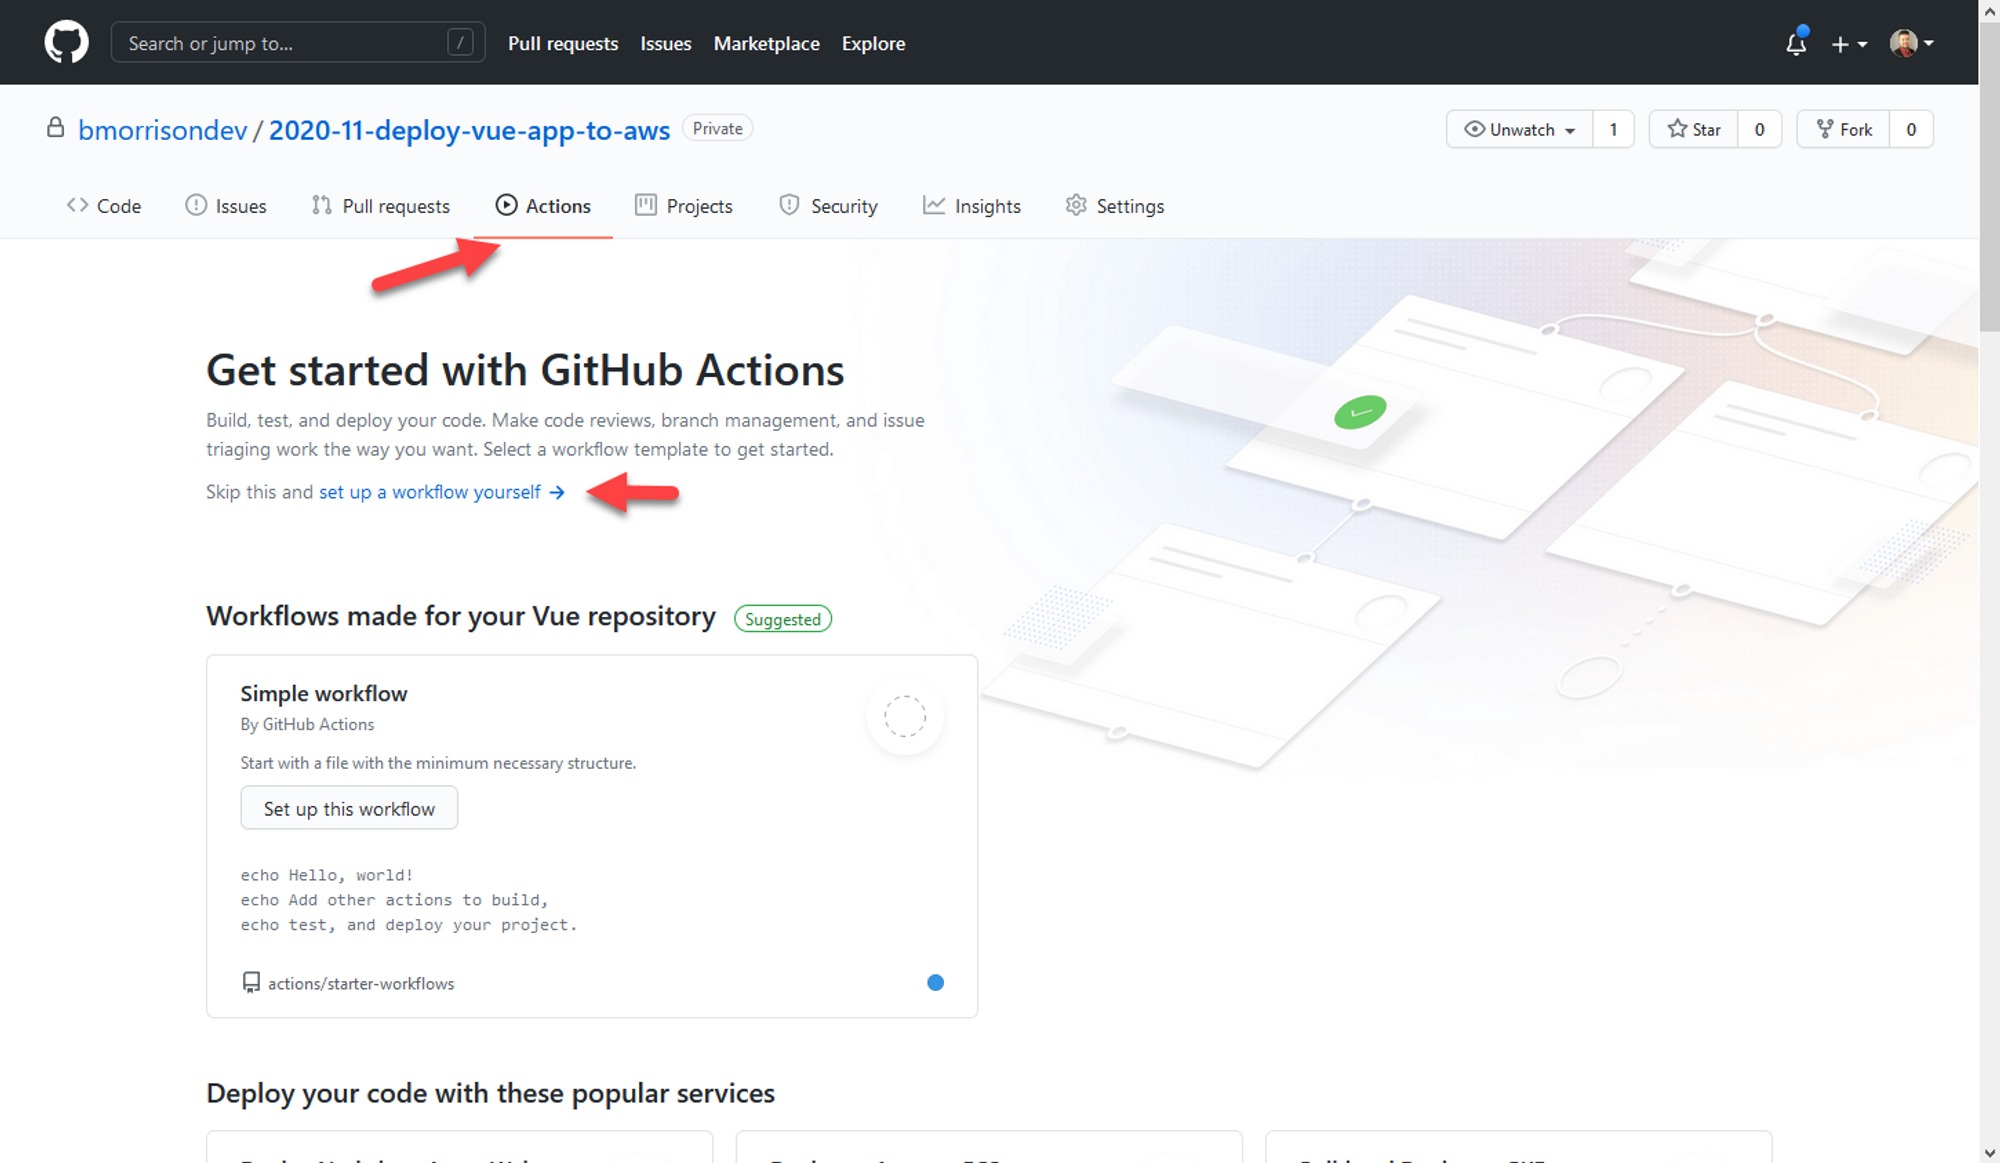 Search or jump to... /
Pull requests Issues Marketplace Explore
bmorrisondev / 2020-11-deploy-vue-app-to-aws Private
Unwatch 1 Star 0 Fork 0
Code Issues Pull requests Actions Projects Security Insights Settings
Get started with GitHub Actions
Build, test, and deploy your code. Make code reviews, branch management, and issue
triaging work the way you want. Select a workflow template to get started.
Skip this and set up a workflow yourself →
Workflows made for your Vue repository Suggested
Simple workflow
By GitHub Actions
Start with a file with the minimum necessary structure.
Set up this workflow
echo Hello, world!
echo Add other actions to build,
echo test, and deploy your project.
actions/starter-workflows
Deploy your code with these popular services